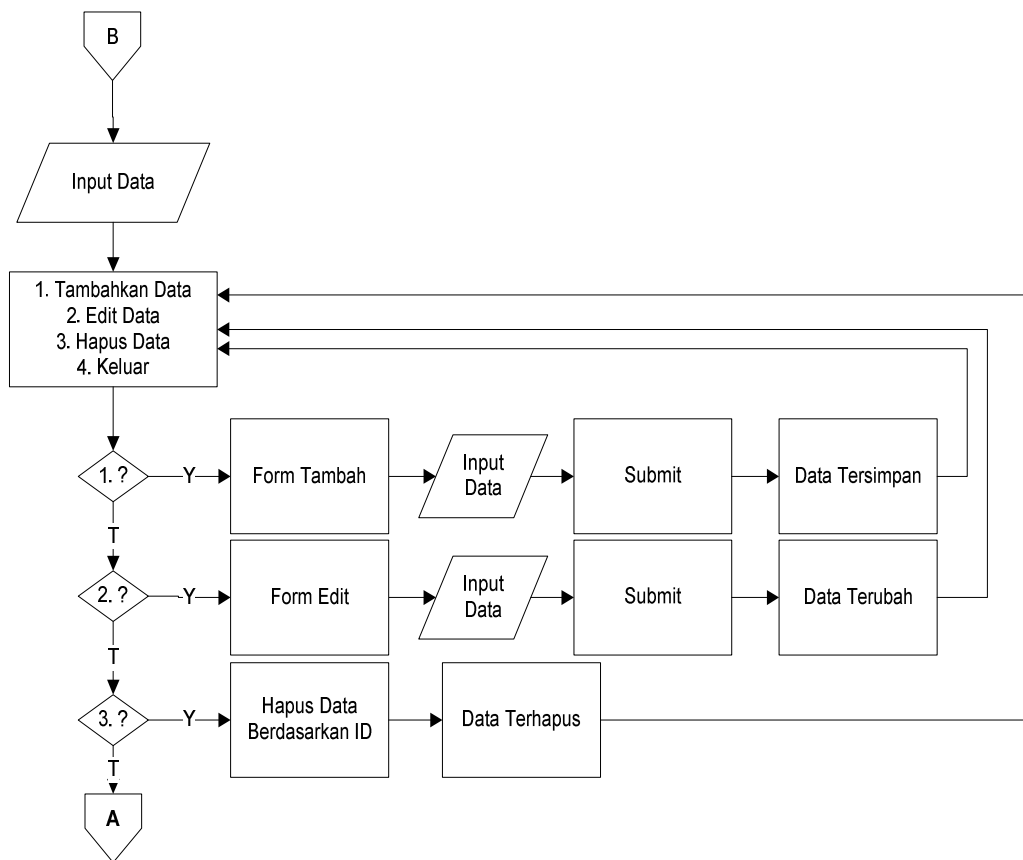 B
Input Data
1. Tambahkan Data
2. Edit Data
3. Hapus Data
4. Keluar
1. ?
Y
Form Tambah
Input
Data
Submit
Data Tersimpan
T
2. ?
Y
Form Edit
Input
Data
Submit
Data Terubah
T
3. ?
Y
Hapus Data
Berdasarkan ID
Data Terhapus
T
A